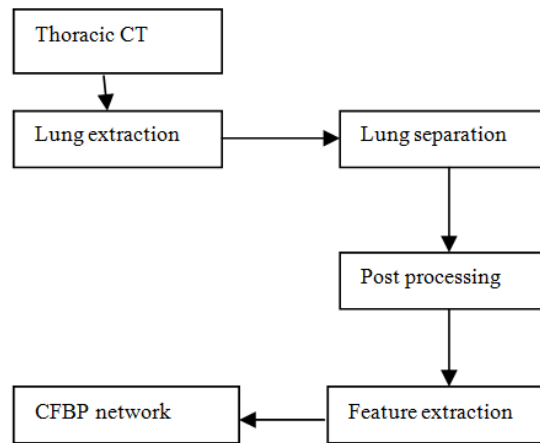 Thoracic CT
Lung extraction
Lung separation
Post processing
Feature extraction
CFBP network